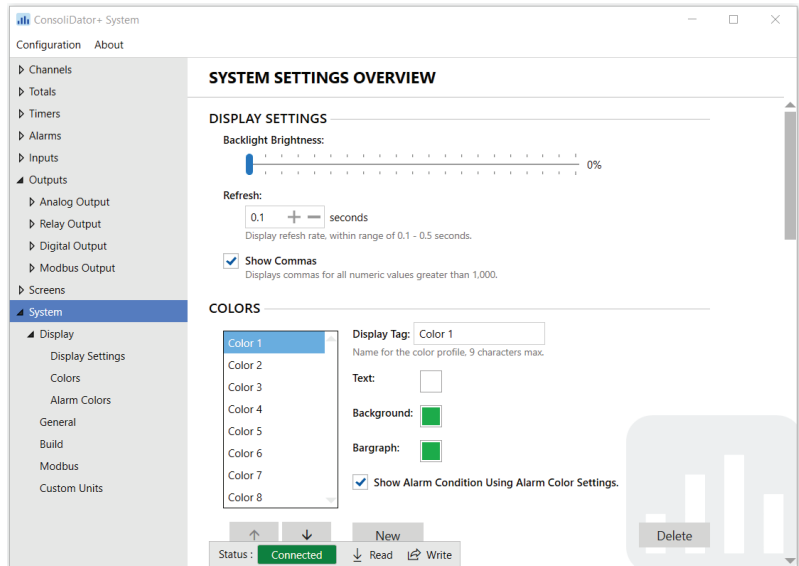 ConsoliDator+ System
Configuration About
Channels
Totals
Timers
Alarms
Inputs
Outputs
Analog Output
Relay Output
Digital Output
Modbus Output
Screens
System
Display
Display Settings
Colors
Alarm Colors
General
Build
Modbus
Custom Units
SYSTEM SETTINGS OVERVIEW
DISPLAY SETTINGS
Backlight Brightness:
0%
Refresh:
0.1 seconds
Display refesh rate, within range of 0.1 - 0.5 seconds.
Show Commas
Displays commas for all numeric values greater than 1,000.
COLORS
Color 1
Color 2
Color 3
Color 4
Color 5
Color 6
Color 7
Color 8
Display Tag: Color 1
Name for the color profile, 9 characters max.
Text:
Background:
Bargraph:
Show Alarm Condition Using Alarm Color Settings.
New
Delete
Status : Connected Read Write